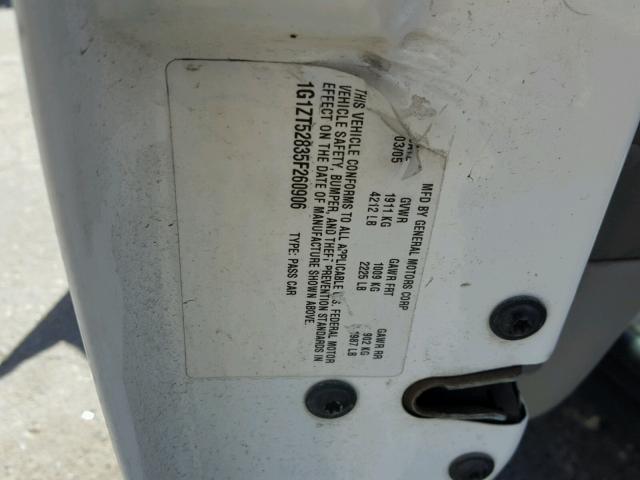 MFD BY GENERAL MOTORS CORP
DATE GVWR GAWR FRT GAWR RR
03/05 1911 KG 1009 KG 902 KG
4212 LB 2225 LB 1987 LB
THIS VEHICLE CONFORMS TO ALL APPLICABLE U.S. FEDERAL MOTOR
VEHICLE SAFETY, BUMPER, AND THEFT PREVENTION STANDARDS IN
EFFECT ON THE DATE OF MANUFACTURE SHOWN ABOVE.
1G1ZT52835F260906 TYPE: PASS CAR